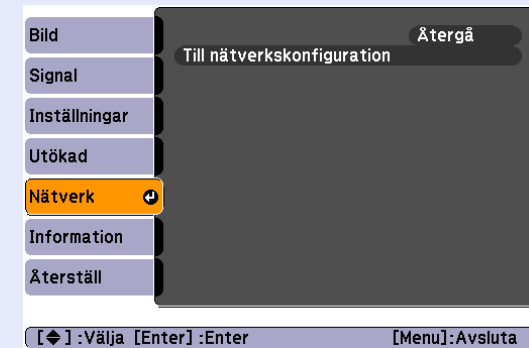 Bild
Signal
Inställningar
Utökad
Nätverk
Information
Återställ
Återgå
Till nätverkskonfiguration
[◆] :Välja [Enter] :Enter [Menu]:Avsluta